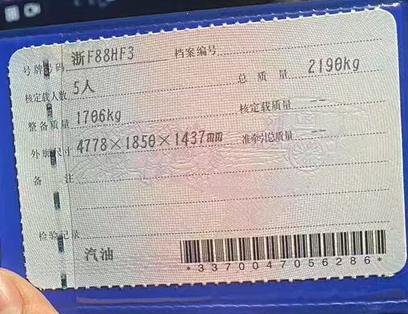 号牌号码 浙F88HF3 档案编号
核定载人数 5人 总质量 2190kg
整备质量 1706kg 核定载质量 --
外廓尺寸 4778×1850×1437㎜ 准牵引总质量 --
备注
检验记录
汽油
*3370047056286*